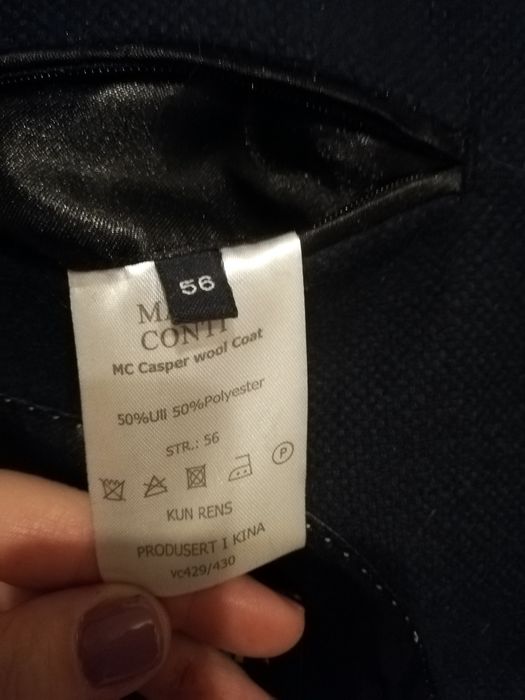 56
CONTI
MC Casper wool Coat
50%Ull 50%Polyester
STR.: 56
P
KUN RENS
PRODUSERT I KINA
vc429/430